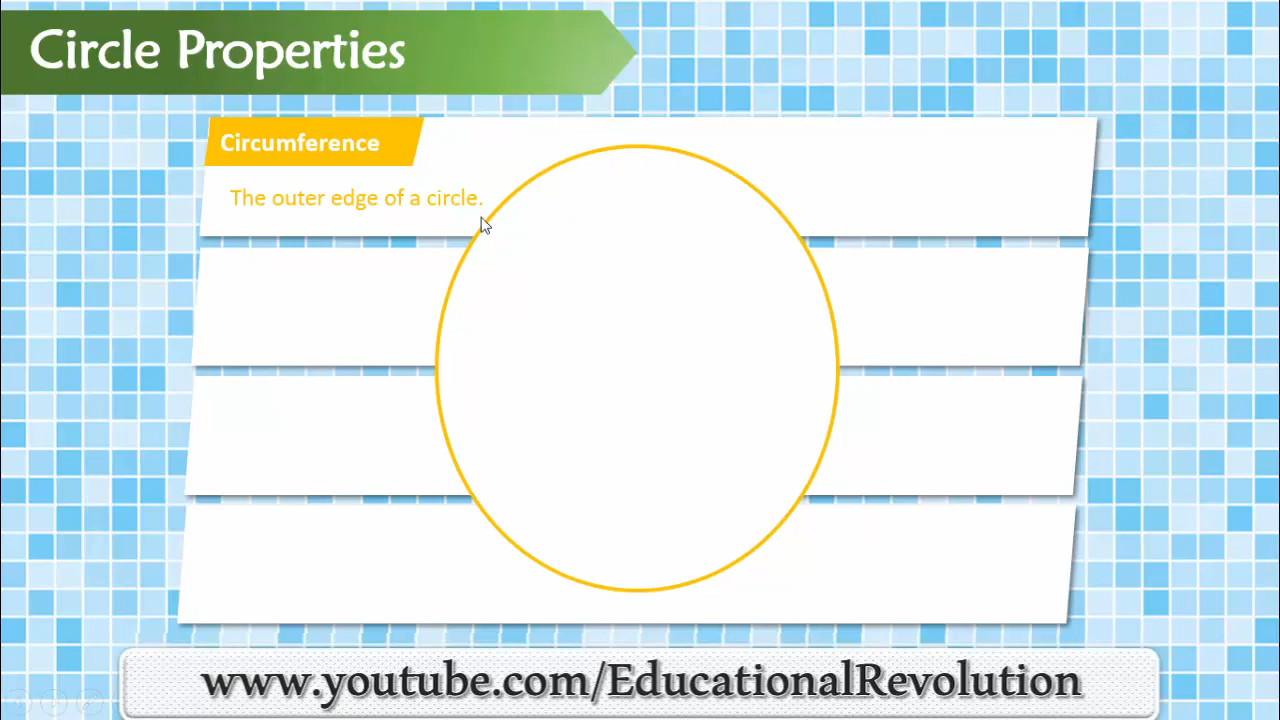 Circle Properties
Circumference
The outer edge of a circle.
www.youtube.com/EducationalRevolution